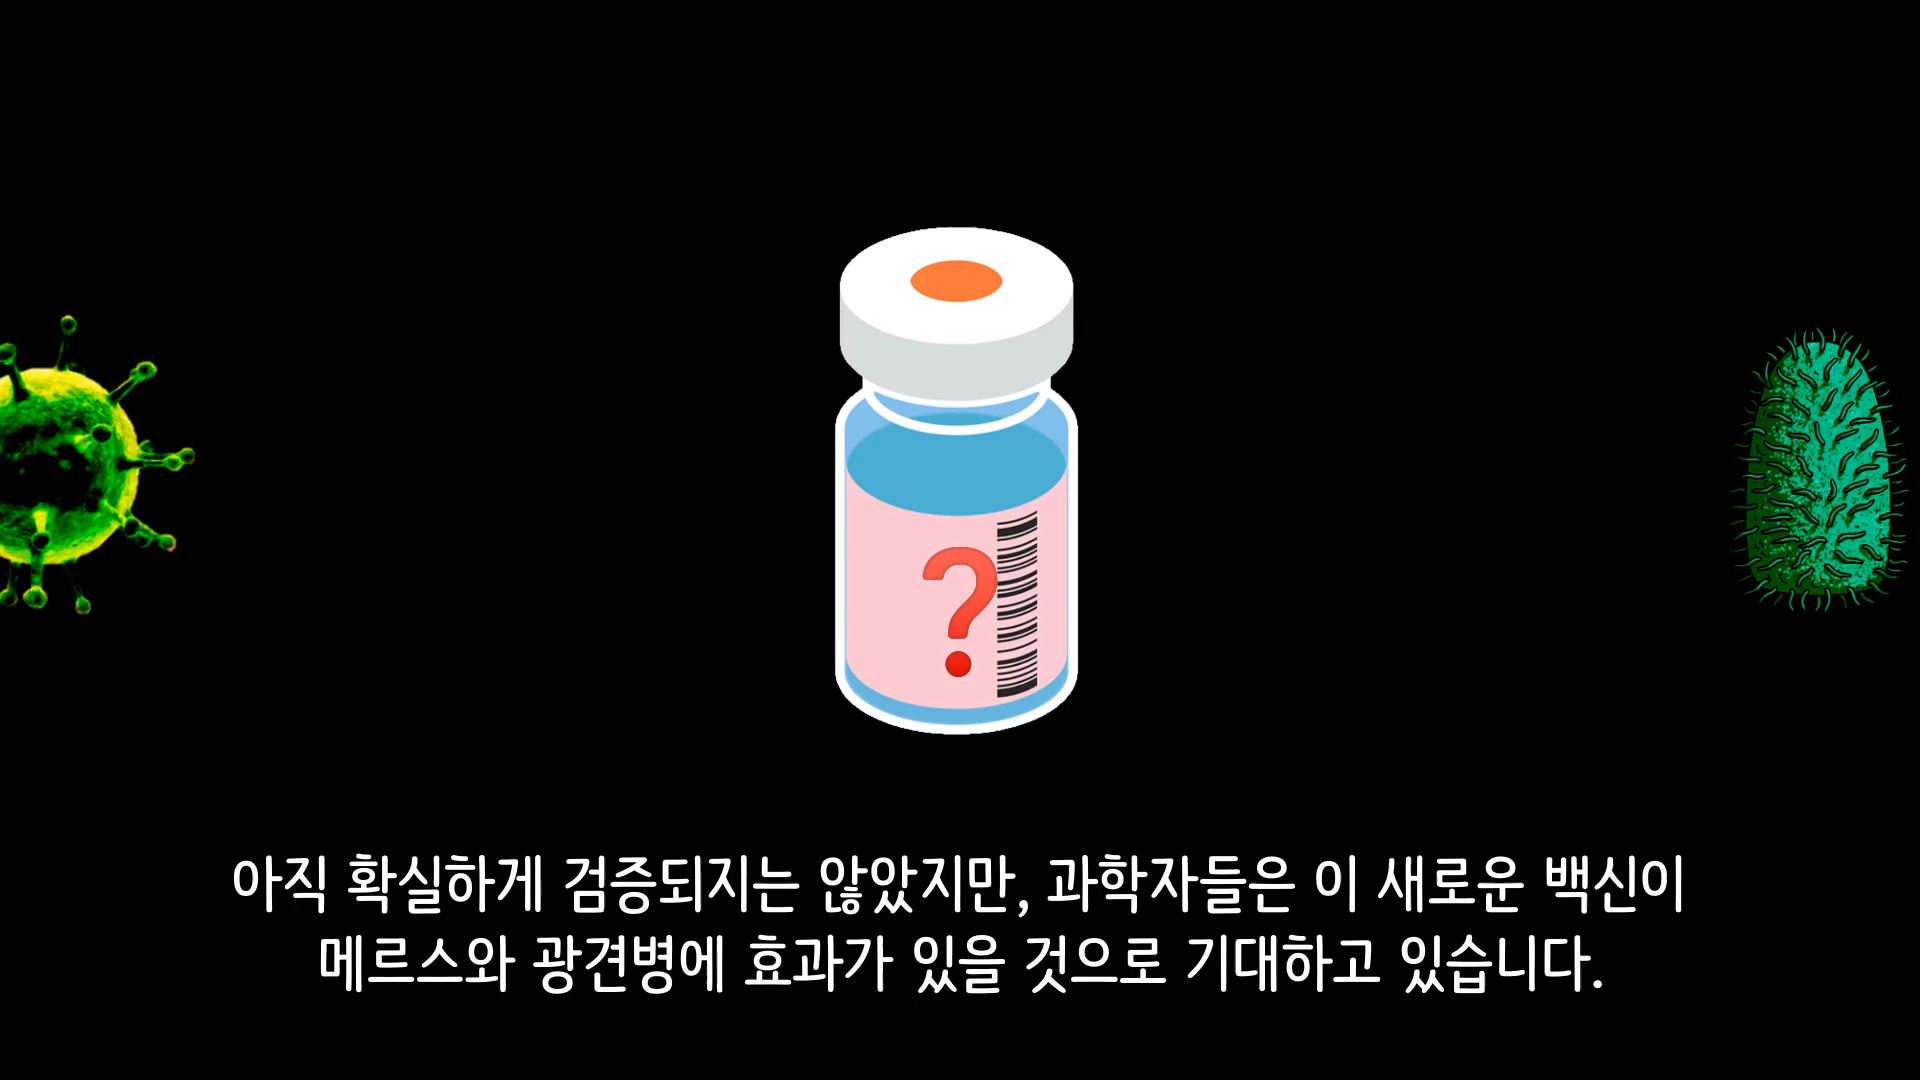 ?
아직 확실하게 검증되지는 않았지만, 과학자들은 이 새로운 백신이
메르스와 광견병에 효과가 있을 것으로 기대하고 있습니다.